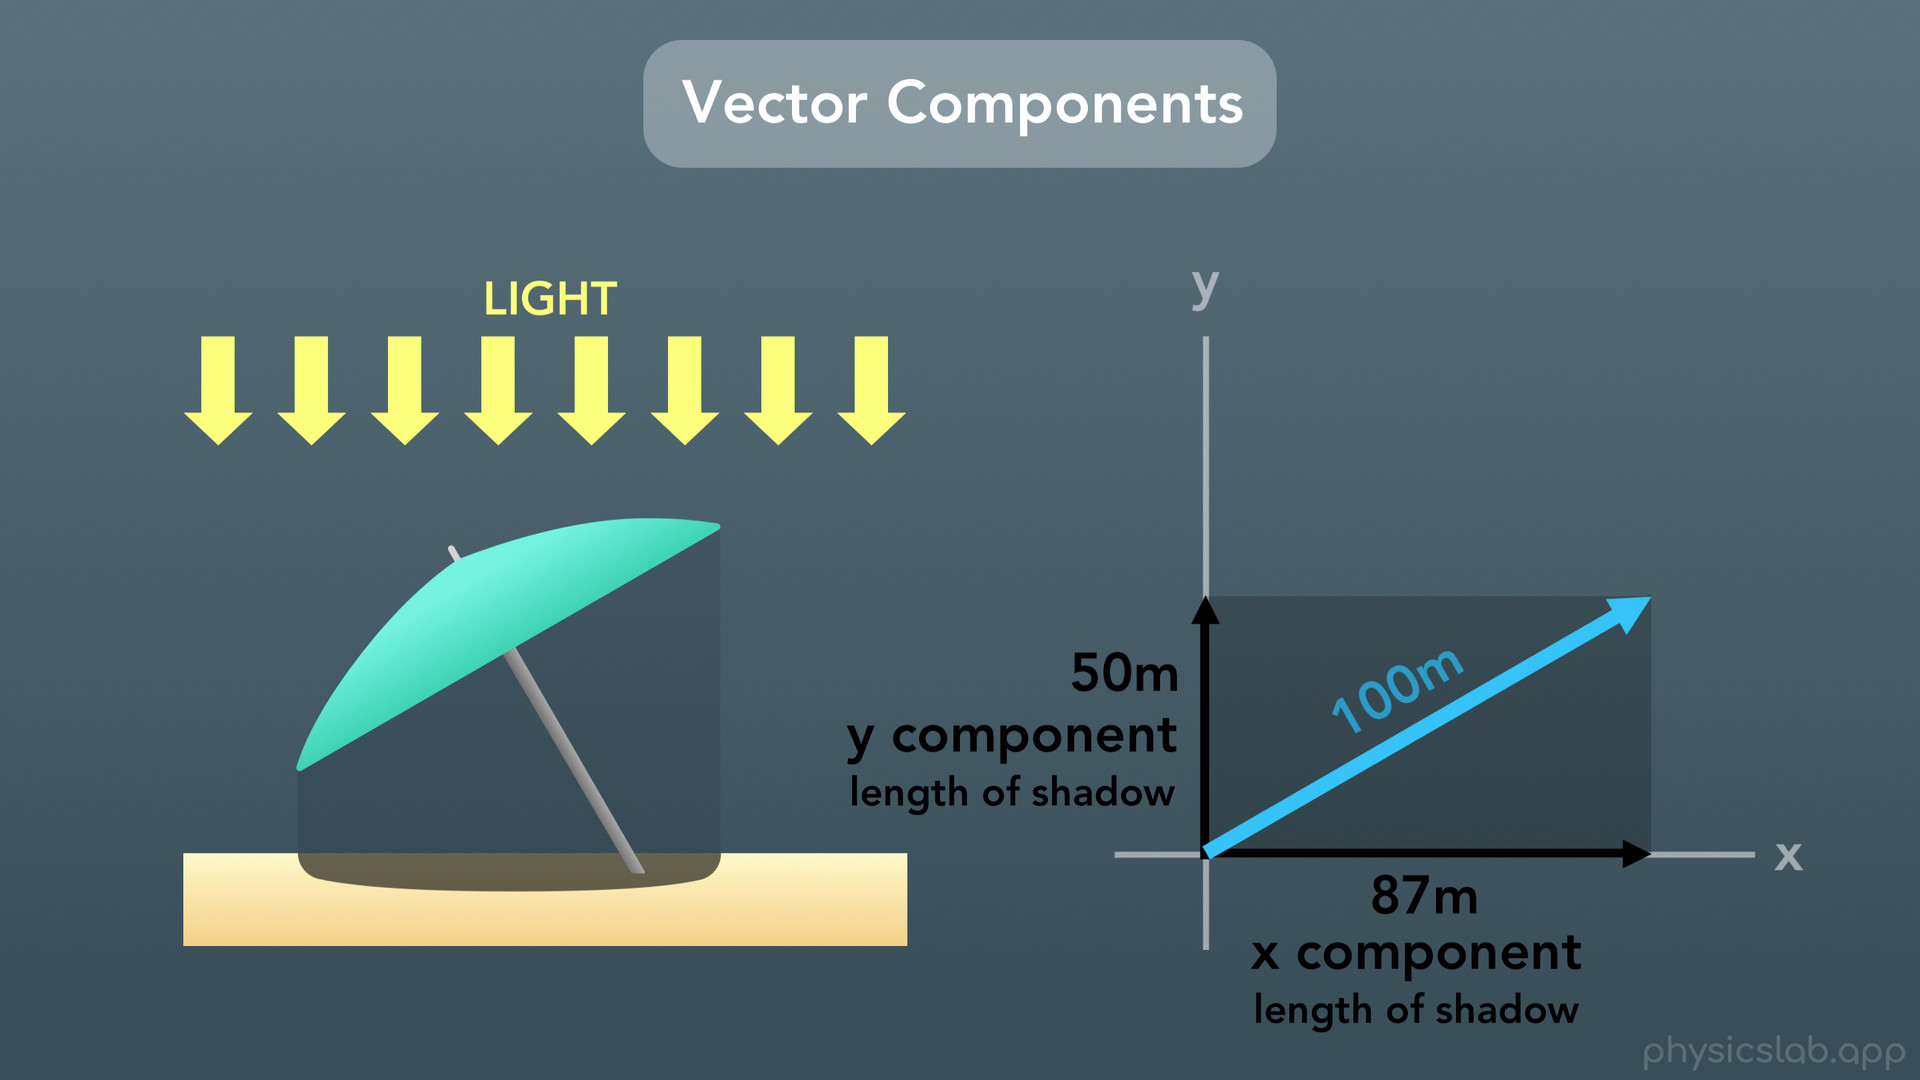 Vector Components
LIGHT
y
100m
50m
y component
length of shadow
x
87m
x component
length of shadow
physicslab.app